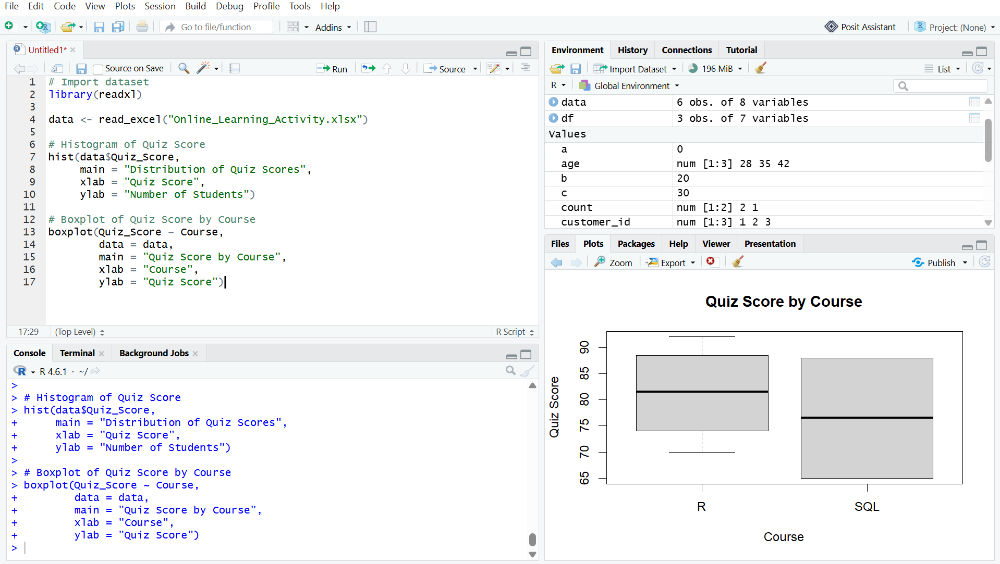 File Edit Code View Plots Session Build Debug Profile Tools Help
Go to file/function Addins Posit Assistant Project: (None)
Untitled1*
Source on Save Run Source
1 # Import dataset
2 library(readxl)
3
4 data <- read_excel("Online_Learning_Activity.xlsx")
5
6 # Histogram of Quiz Score
7 hist(data$Quiz_Score,
8 main = "Distribution of Quiz Scores",
9 xlab = "Quiz Score",
10 ylab = "Number of Students")
11
12 # Boxplot of Quiz Score by Course
13 boxplot(Quiz_Score ~ Course,
14 data = data,
15 main = "Quiz Score by Course",
16 xlab = "Course",
17 ylab = "Quiz Score")
17:29 (Top Level) R Script
Console Terminal Background Jobs
R 4.6.1 · ~/
>
> # Histogram of Quiz Score
> hist(data$Quiz_Score,
+ main = "Distribution of Quiz Scores",
+ xlab = "Quiz Score",
+ ylab = "Number of Students")
>
> # Boxplot of Quiz Score by Course
> boxplot(Quiz_Score ~ Course,
+ data = data,
+ main = "Quiz Score by Course",
+ xlab = "Course",
+ ylab = "Quiz Score")
>
Environment History Connections Tutorial
Import Dataset 196 MiB List
R Global Environment
data 6 obs. of 8 variables
df 3 obs. of 7 variables
Values
a 0
age num [1:3] 28 35 42
b 20
c 30
count num [1:2] 2 1
customer_id num [1:3] 1 2 3
Files Plots Packages Help Viewer Presentation
Zoom Export Publish
Quiz Score by Course
Quiz Score
90
85
80
75
70
65
R SQL
Course